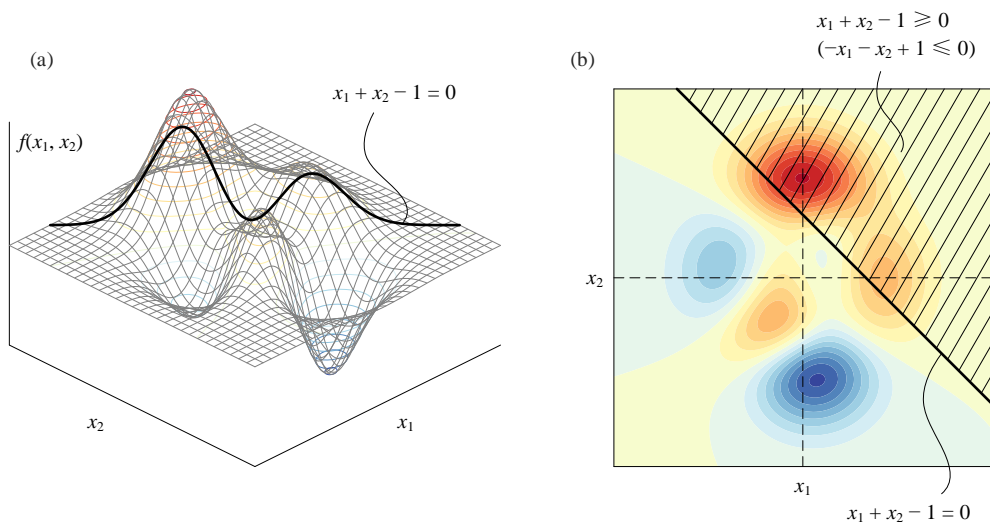 (a)
x₁ + x₂ − 1 = 0
f(x₁, x₂)
x₂
x₁
x₁ + x₂ − 1 ⩾ 0
(−x₁ − x₂ + 1 ⩽ 0)
(b)
x₂
x₁
x₁ + x₂ − 1 = 0